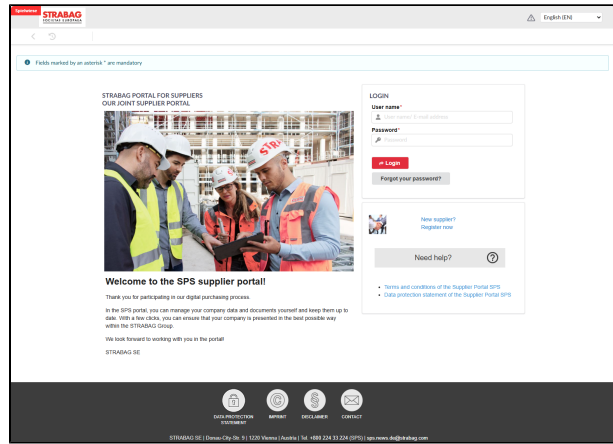 Spielwiese
STRABAG
SOCIETAS EUROPAEA
English (EN)
Fields marked by an asterisk * are mandatory
STRABAG PORTAL FOR SUPPLIERS
OUR JOINT SUPPLIER PORTAL
LOGIN
User name*
User name/ E-mail address
Password*
Password
Login
Forgot your password?
New supplier?
Register now
Need help?
Terms and conditions of the Supplier Portal SPS
Data protection statement of the Supplier Portal SPS
Welcome to the SPS supplier portal!
Thank you for participating in our digital purchasing process.
In the SPS portal, you can manage your company data and documents yourself and keep them up to
date. With a few clicks, you can ensure that your company is presented in the best possible way
within the STRABAG Group.
We look forward to working with you in the portal!
STRABAG SE
DATA PROTECTION
STATEMENT
IMPRINT
DISCLAIMER
CONTACT
STRABAG SE | Donau-City-Str. 9 | 1220 Vienna | Austria | Tel. +800 224 33 224 (SPS) | sps.news.de@strabag.com